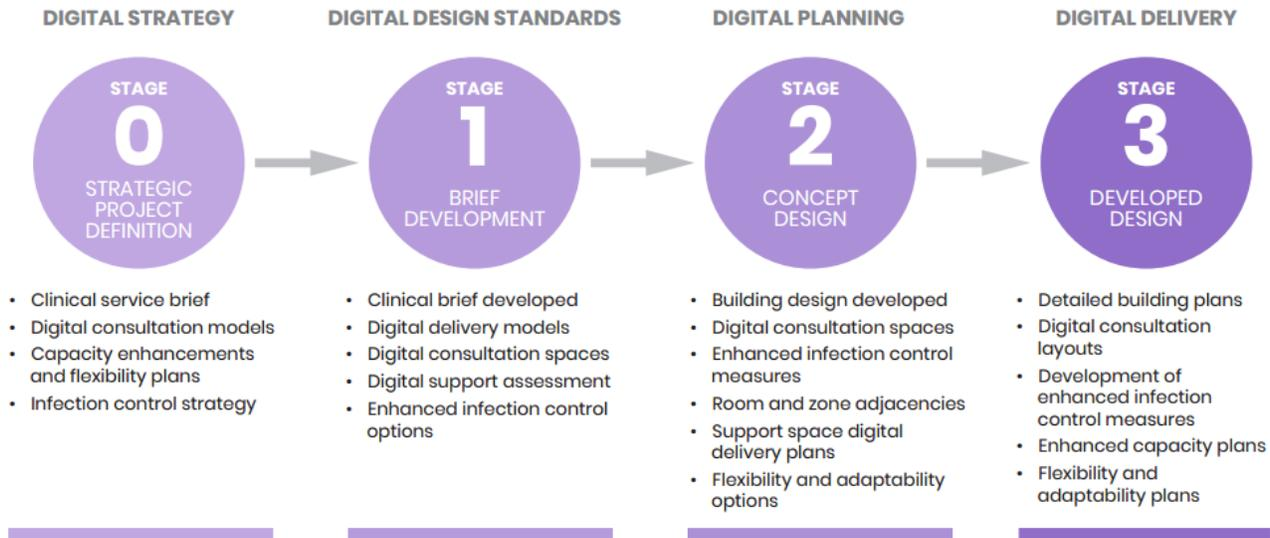 DIGITAL STRATEGY
STAGE
0
STRATEGIC
PROJECT
DEFINITION
• Clinical service brief
• Digital consultation models
• Capacity enhancements
and flexibility plans
• Infection control strategy
DIGITAL DESIGN STANDARDS
STAGE
1
BRIEF
DEVELOPMENT
• Clinical brief developed
• Digital delivery models
• Digital consultation spaces
• Digital support assessment
• Enhanced infection control
options
DIGITAL PLANNING
STAGE
2
CONCEPT
DESIGN
• Building design developed
• Digital consultation spaces
• Enhanced infection control
measures
• Room and zone adjacencies
• Support space digital
delivery plans
• Flexibility and adaptability
options
DIGITAL DELIVERY
STAGE
3
DEVELOPED
DESIGN
• Detailed building plans
• Digital consultation
layouts
• Development of
enhanced infection
control measures
• Enhanced capacity plans
• Flexibility and
adaptability plans